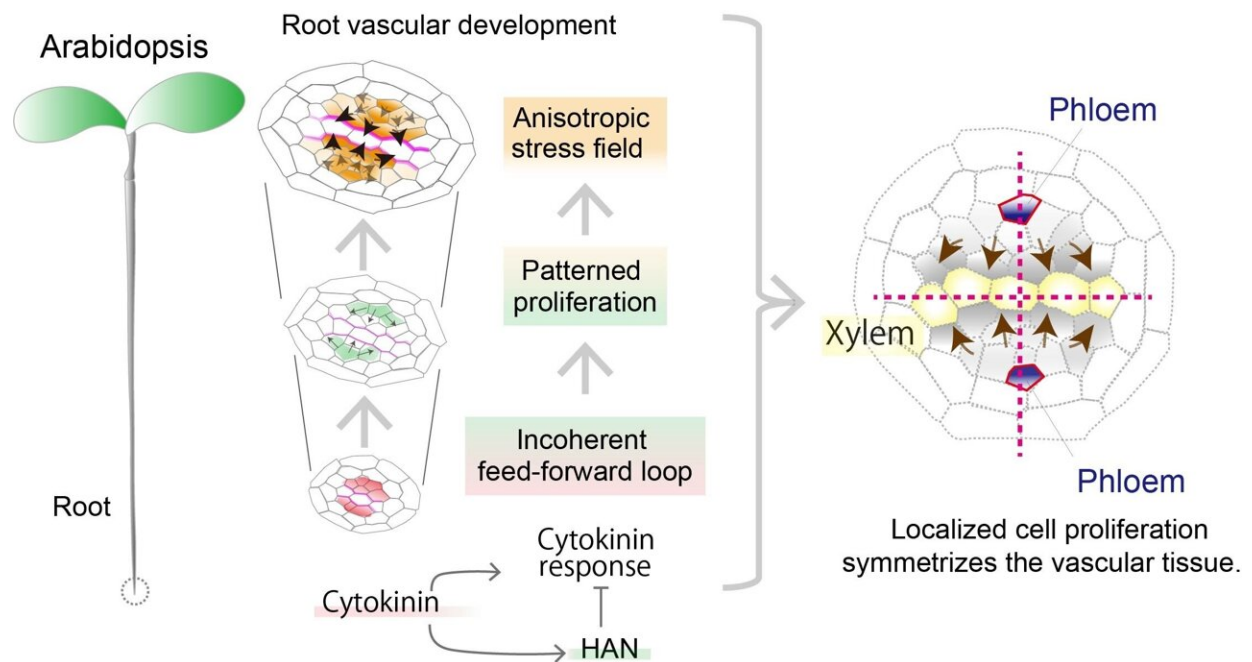 Arabidopsis
Root
Root vascular development
Anisotropic
stress field
Patterned
proliferation
Incoherent
feed-forward loop
Cytokinin
response
Cytokinin
HAN
Phloem
Xylem
Phloem
Localized cell proliferation
symmetrizes the vascular tissue.